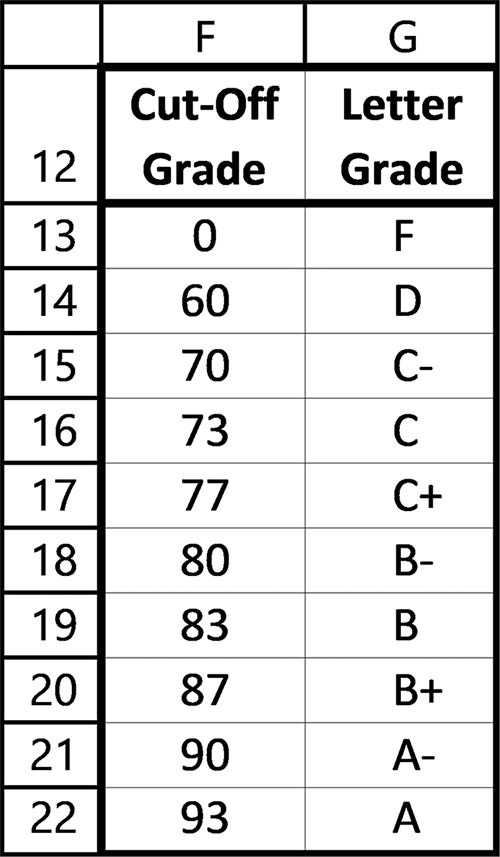 F G
Cut-Off Letter
12 Grade Grade
13 0 F
14 60 D
15 70 C-
16 73 C
17 77 C+
18 80 B-
19 83 B
20 87 B+
21 90 A-
22 93 A